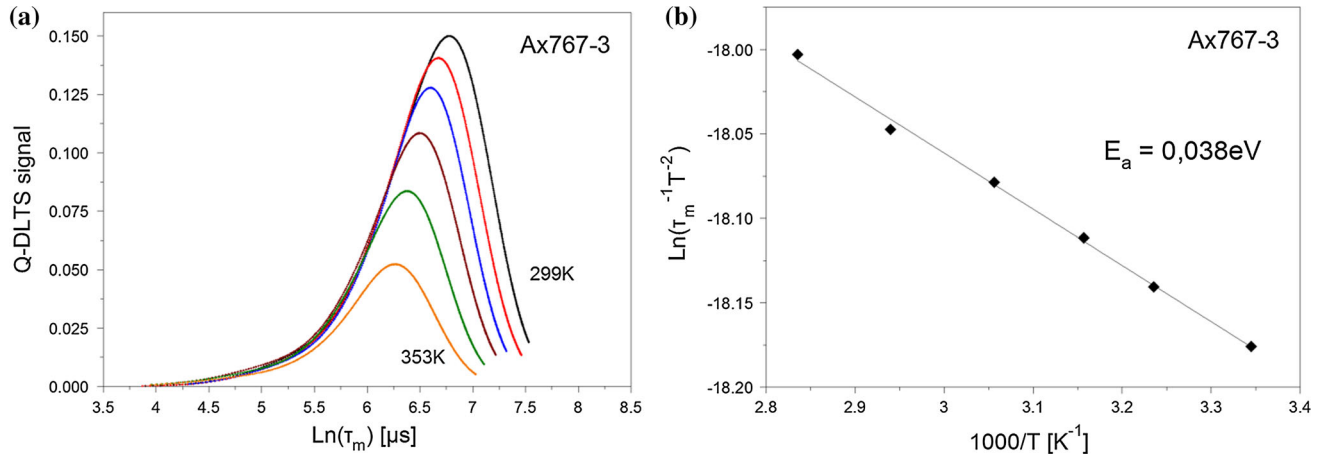 (a)
Ax767-3
Q-DLTS signal
0.150
0.125
0.100
0.075
0.050
0.025
0.000
299K
353K
3.5 4 4.5 5 5.5 6 6.5 7 7.5 8 8.5
Ln(τm) [µs]
(b)
Ax767-3
Ln(τm⁻¹T⁻²)
-18.00
-18.05
-18.10
-18.15
-18.20
Ea = 0,038eV
2.8 2.9 3 3.1 3.2 3.3 3.4
1000/T [K⁻¹]